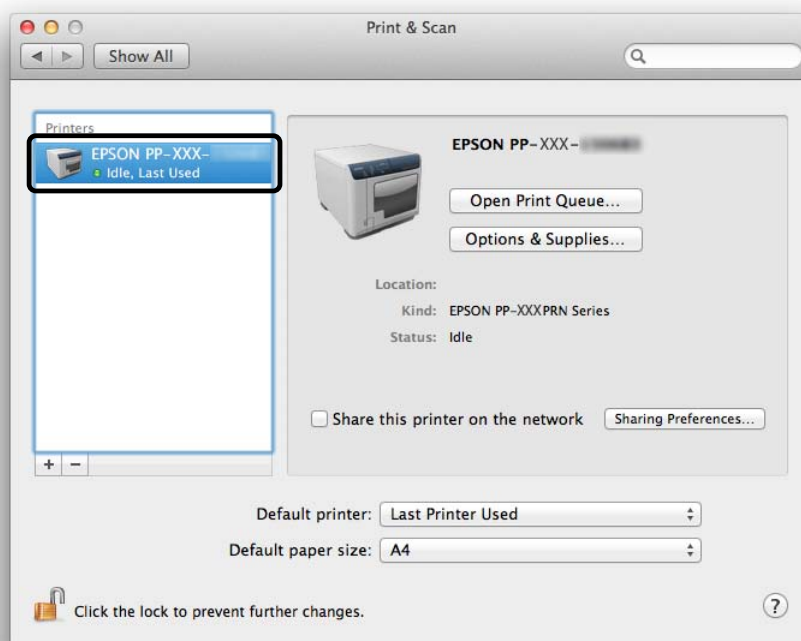 Print & Scan
Show All
Printers
EPSON PP-XXX-
Idle, Last Used
EPSON PP-XXX-
Open Print Queue...
Options & Supplies...
Location:
Kind: EPSON PP-XXXPRN Series
Status: Idle
Share this printer on the network
Sharing Preferences...
+ −
Default printer: Last Printer Used
Default paper size: A4
Click the lock to prevent further changes.
?